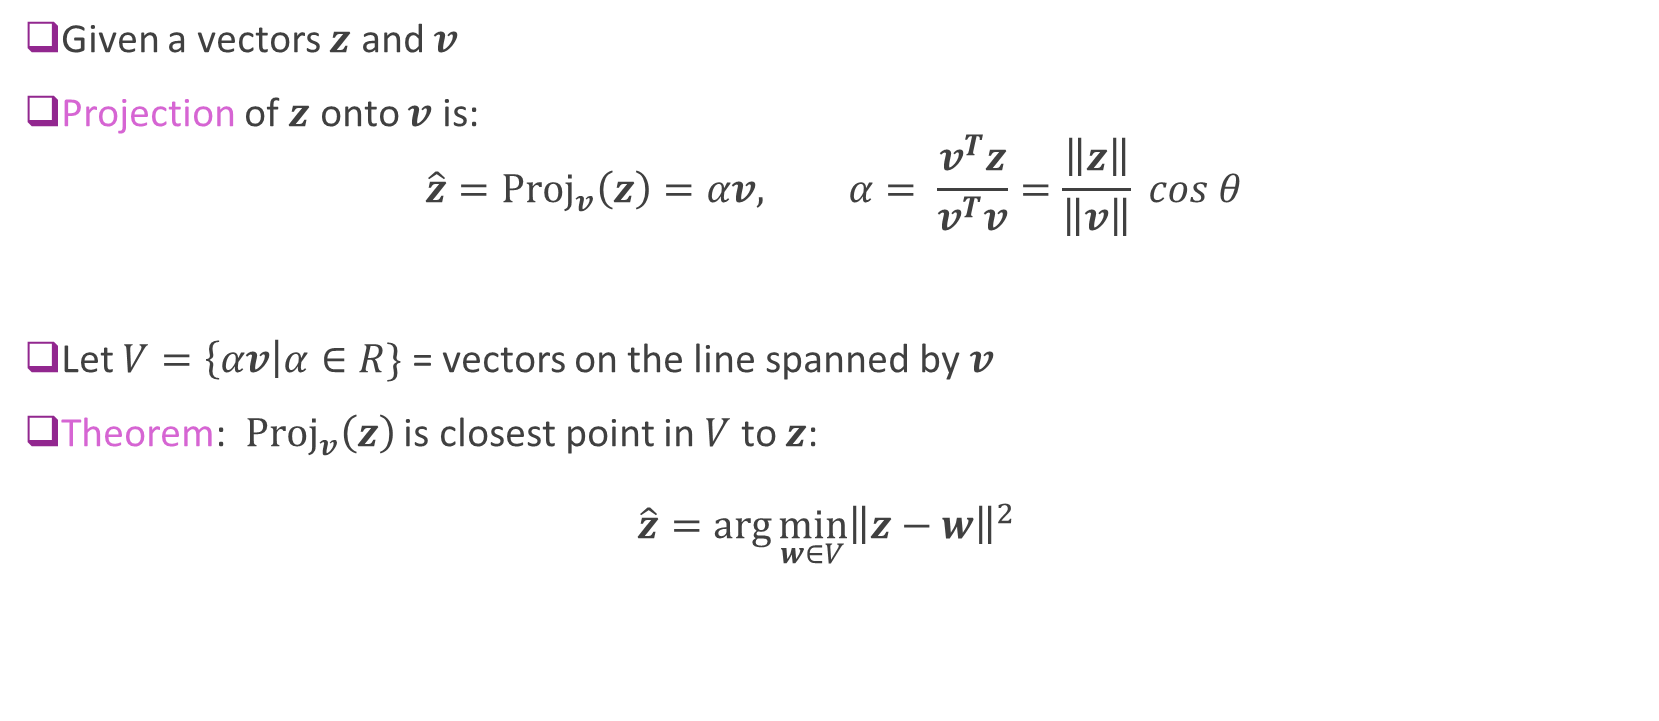 ❑Given a vectors z and v
❑Projection of z onto v is:
ẑ = Proj_v(z) = αv, α = v^T z / v^T v = ‖z‖ / ‖v‖ cos θ
❑Let V = {αv|α ∈ R} = vectors on the line spanned by v
❑Theorem: Proj_v(z) is closest point in V to z:
ẑ = arg min_{w∈V} ‖z − w‖²